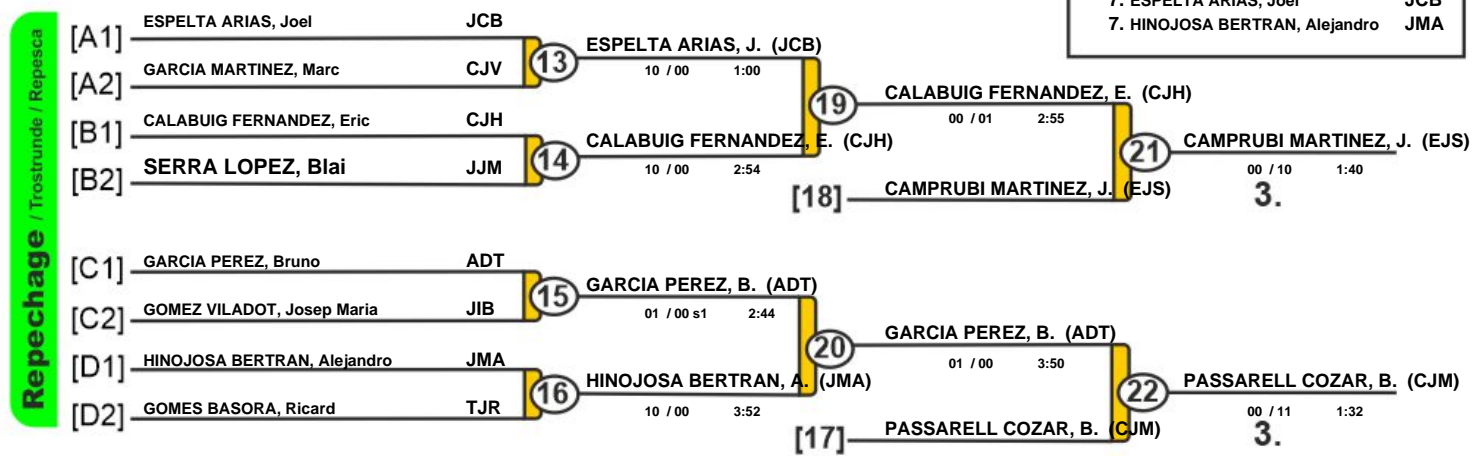 7. ESPELTA ARIAS, Joel JCB
7. HINOJOSA BERTRAN, Alejandro JMA
Repechage / Trostrunde / Repesca
[A1] ESPELTA ARIAS, Joel JCB
[A2] GARCIA MARTINEZ, Marc CJV
[B1] CALABUIG FERNANDEZ, Eric CJH
[B2] SERRA LOPEZ, Blai JJM
13
14
ESPELTA ARIAS, J. (JCB)
10 / 00 1:00
CALABUIG FERNANDEZ, E. (CJH)
10 / 00 2:54
19
CALABUIG FERNANDEZ, E. (CJH)
00 / 01 2:55
[18] CAMPRUBI MARTINEZ, J. (EJS)
21
CAMPRUBI MARTINEZ, J. (EJS)
00 / 10 1:40
3.
[C1] GARCIA PEREZ, Bruno ADT
[C2] GOMEZ VILADOT, Josep Maria JIB
[D1] HINOJOSA BERTRAN, Alejandro JMA
[D2] GOMES BASORA, Ricard TJR
15
16
GARCIA PEREZ, B. (ADT)
01 / 00 s1 2:44
HINOJOSA BERTRAN, A. (JMA)
10 / 00 3:52
20
GARCIA PEREZ, B. (ADT)
01 / 00 3:50
[17] PASSARELL COZAR, B. (CJM)
22
PASSARELL COZAR, B. (CJM)
00 / 11 1:32
3.